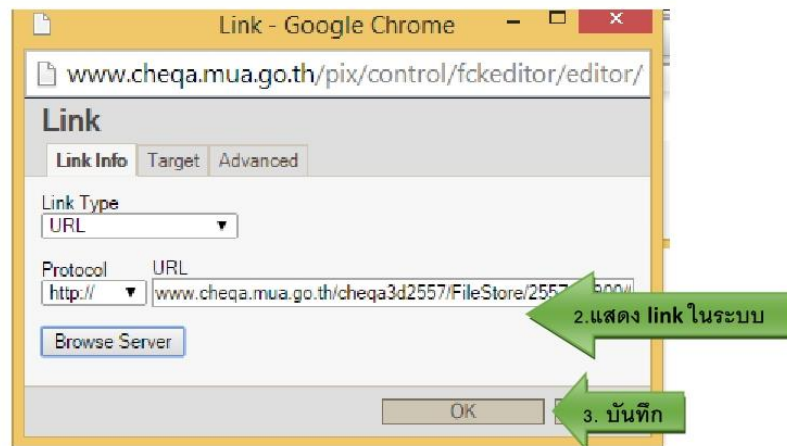 Link - Google Chrome
www.cheqa.mua.go.th/pix/control/fckeditor/editor/
Link
Link Info Target Advanced
Link Type
URL
Protocol URL
http:// www.cheqa.mua.go.th/cheqa3d2557/FileStore/2557
2.แสดง link ในระบบ
Browse Server
OK
3. บันทึก